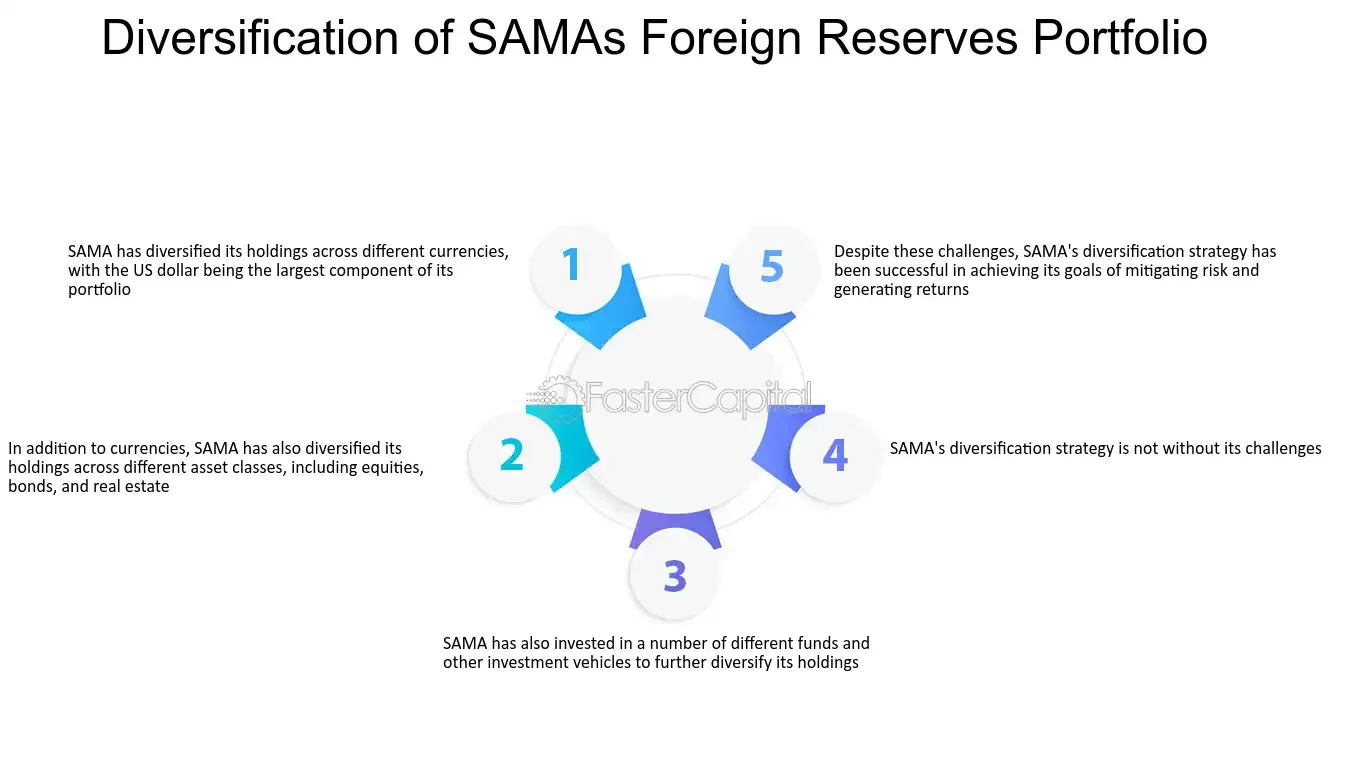 Diversification of SAMAs Foreign Reserves Portfolio
1
SAMA has diversified its holdings across different currencies,
with the US dollar being the largest component of its
portfolio
2
In addition to currencies, SAMA has also diversified its
holdings across different asset classes, including equities,
bonds, and real estate
3
SAMA has also invested in a number of different funds and
other investment vehicles to further diversify its holdings
4
SAMA's diversification strategy is not without its challenges
5
Despite these challenges, SAMA's diversification strategy has
been successful in achieving its goals of mitigating risk and
generating returns
FasterCapital